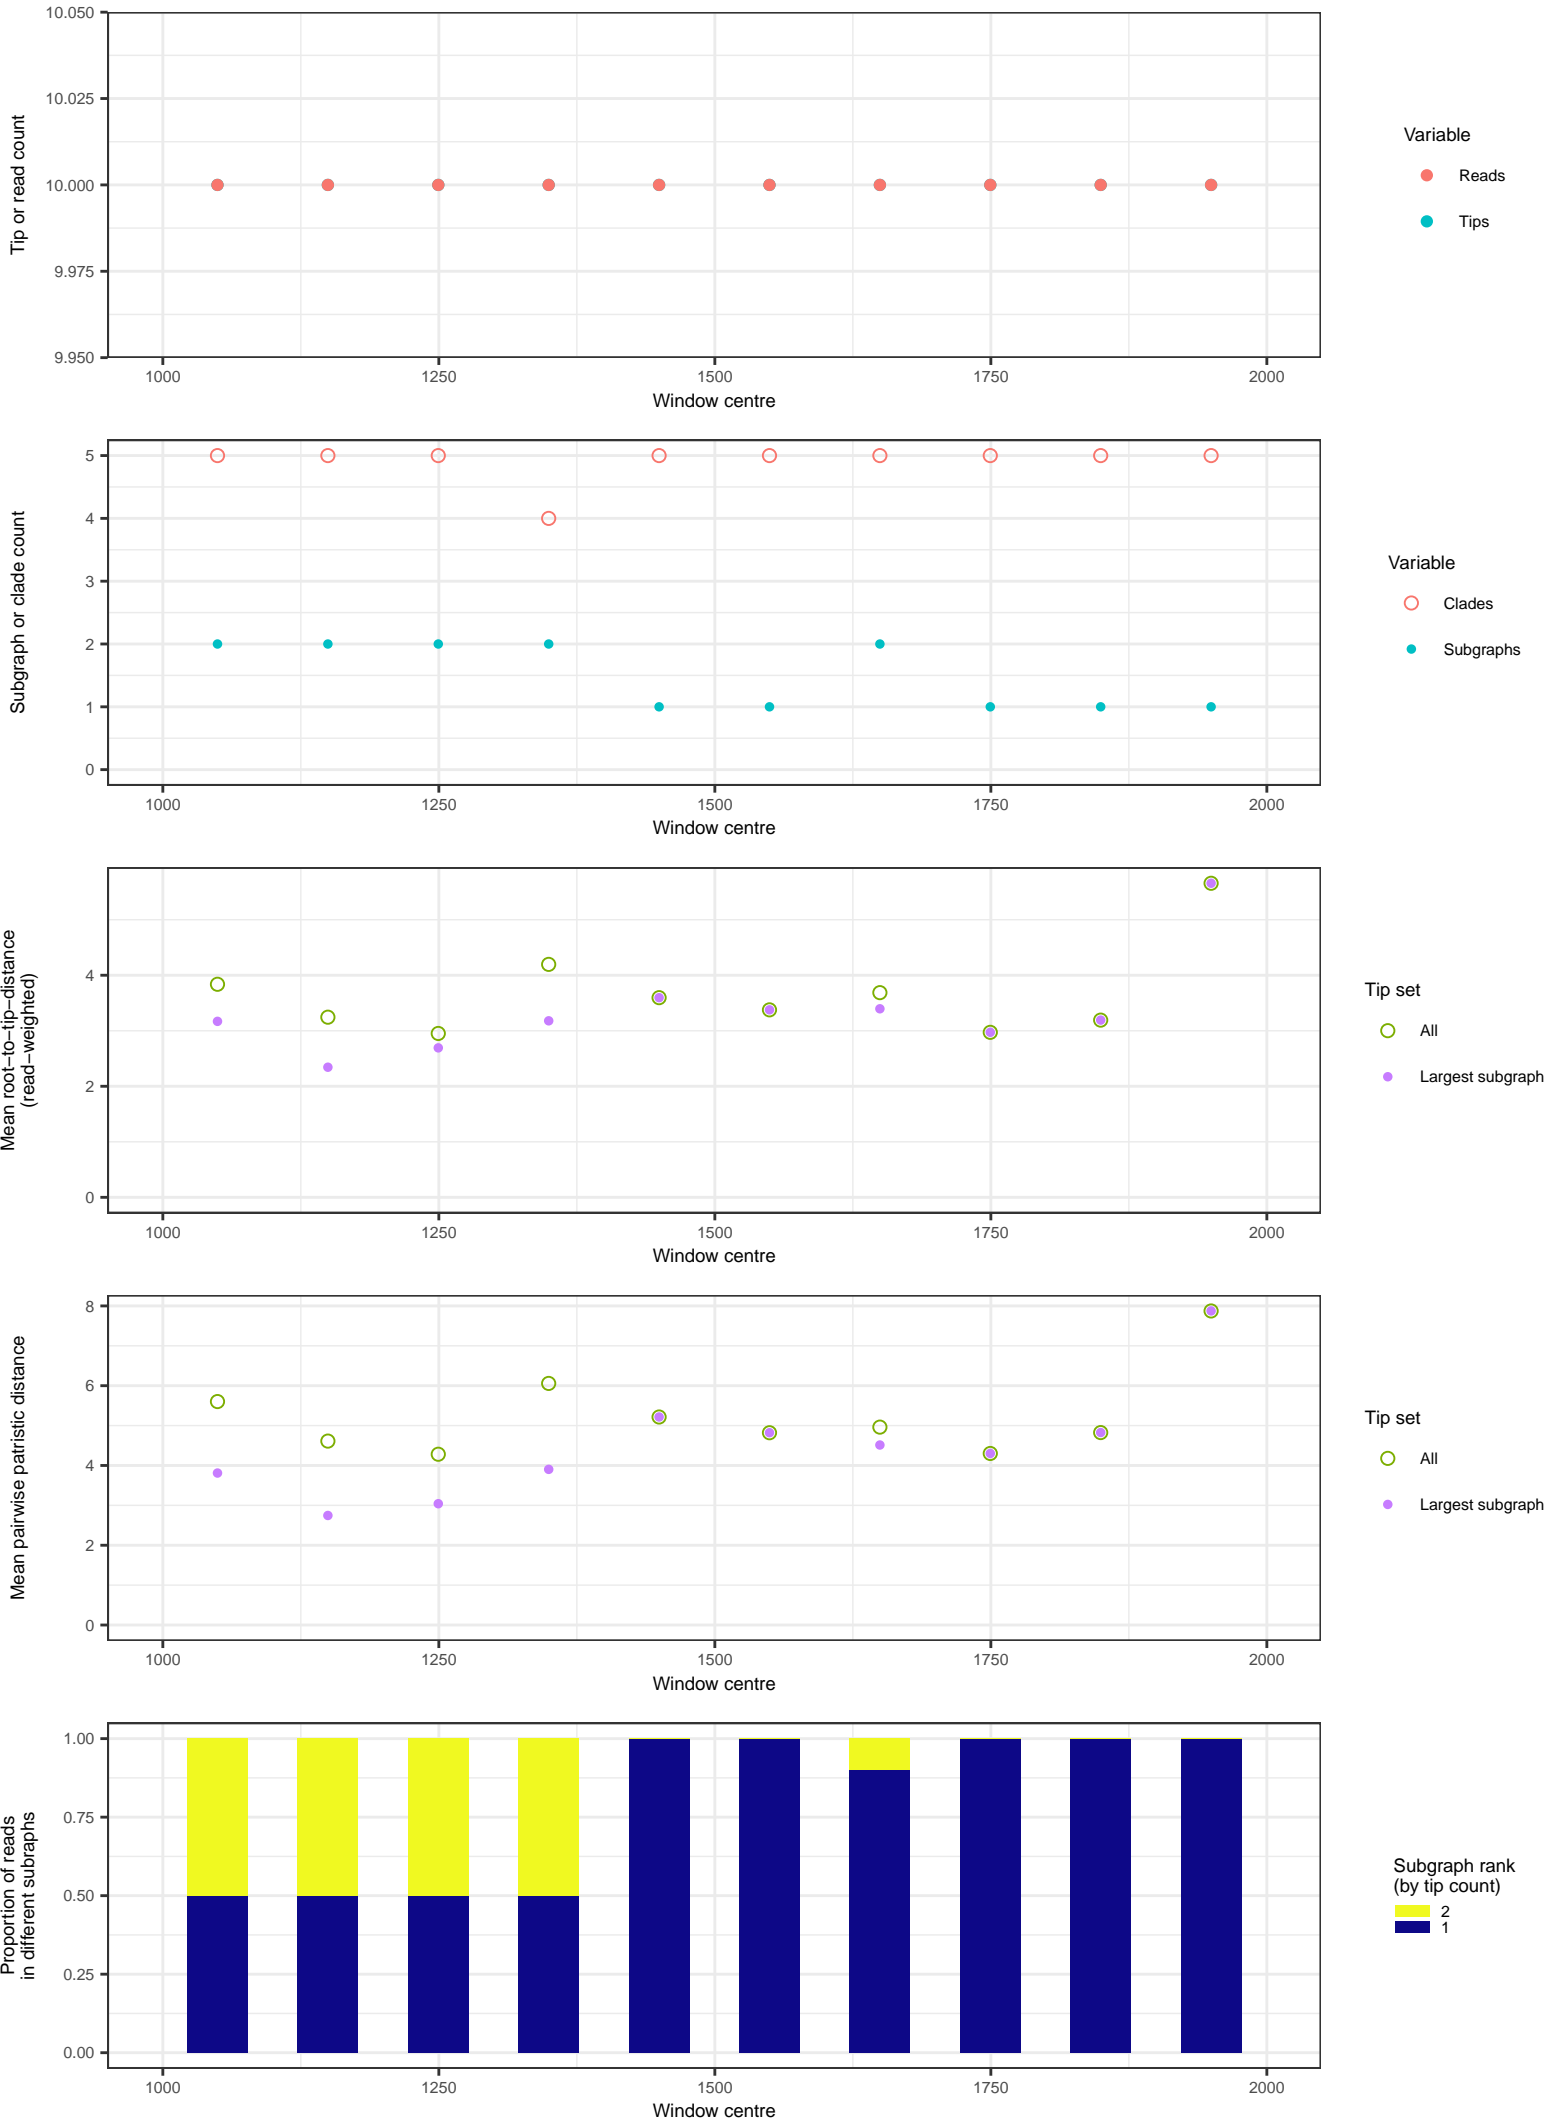 10.050
10.025
10.000
9.975
9.950
Tip or read count
1000 1250 1500 1750 2000
Window centre
Variable
Reads
Tips
5
4
3
2
1
0
Subgraph or clade count
1000 1250 1500 1750 2000
Window centre
Variable
Clades
Subgraphs
4
2
0
Mean root−to−tip−distance
(read−weighted)
1000 1250 1500 1750 2000
Window centre
Tip set
All
Largest subgraph
8
6
4
2
0
Mean pairwise patristic distance
1000 1250 1500 1750 2000
Window centre
Tip set
All
Largest subgraph
1.00
0.75
0.50
0.25
0.00
Proportion of reads
in different subraphs
1000 1250 1500 1750 2000
Window centre
Subgraph rank
(by tip count)
2
1